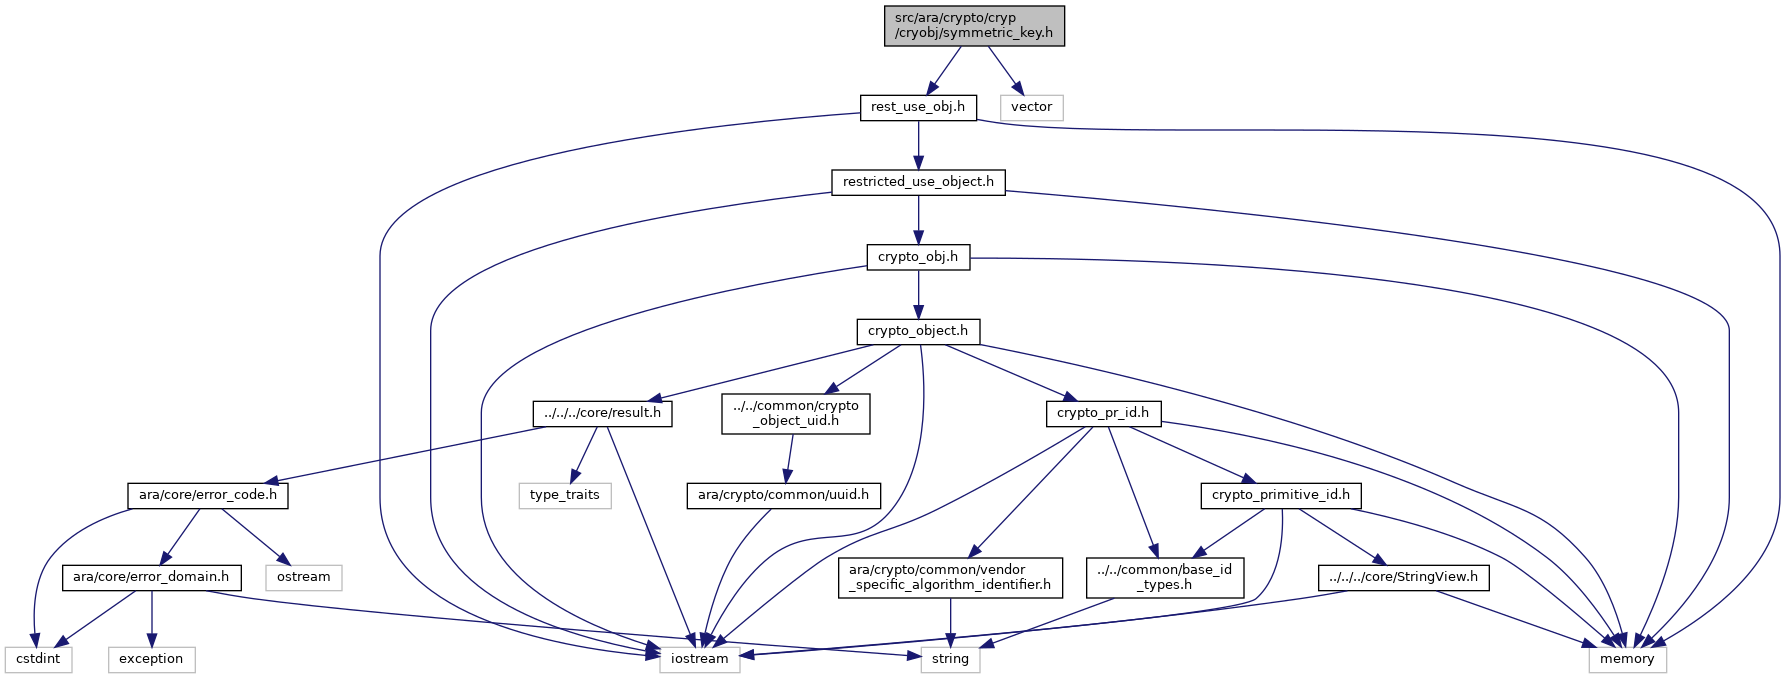 src/ara/crypto/cryp
/cryobj/symmetric_key.h
rest_use_obj.h
vector
restricted_use_object.h
crypto_obj.h
crypto_object.h
../../../core/result.h
../../common/crypto
_object_uid.h
crypto_pr_id.h
ara/core/error_code.h
type_traits
ara/crypto/common/uuid.h
crypto_primitive_id.h
ara/core/error_domain.h
ostream
ara/crypto/common/vendor
_specific_algorithm_identifier.h
../../common/base_id
_types.h
../../../core/StringView.h
cstdint
exception
iostream
string
memory